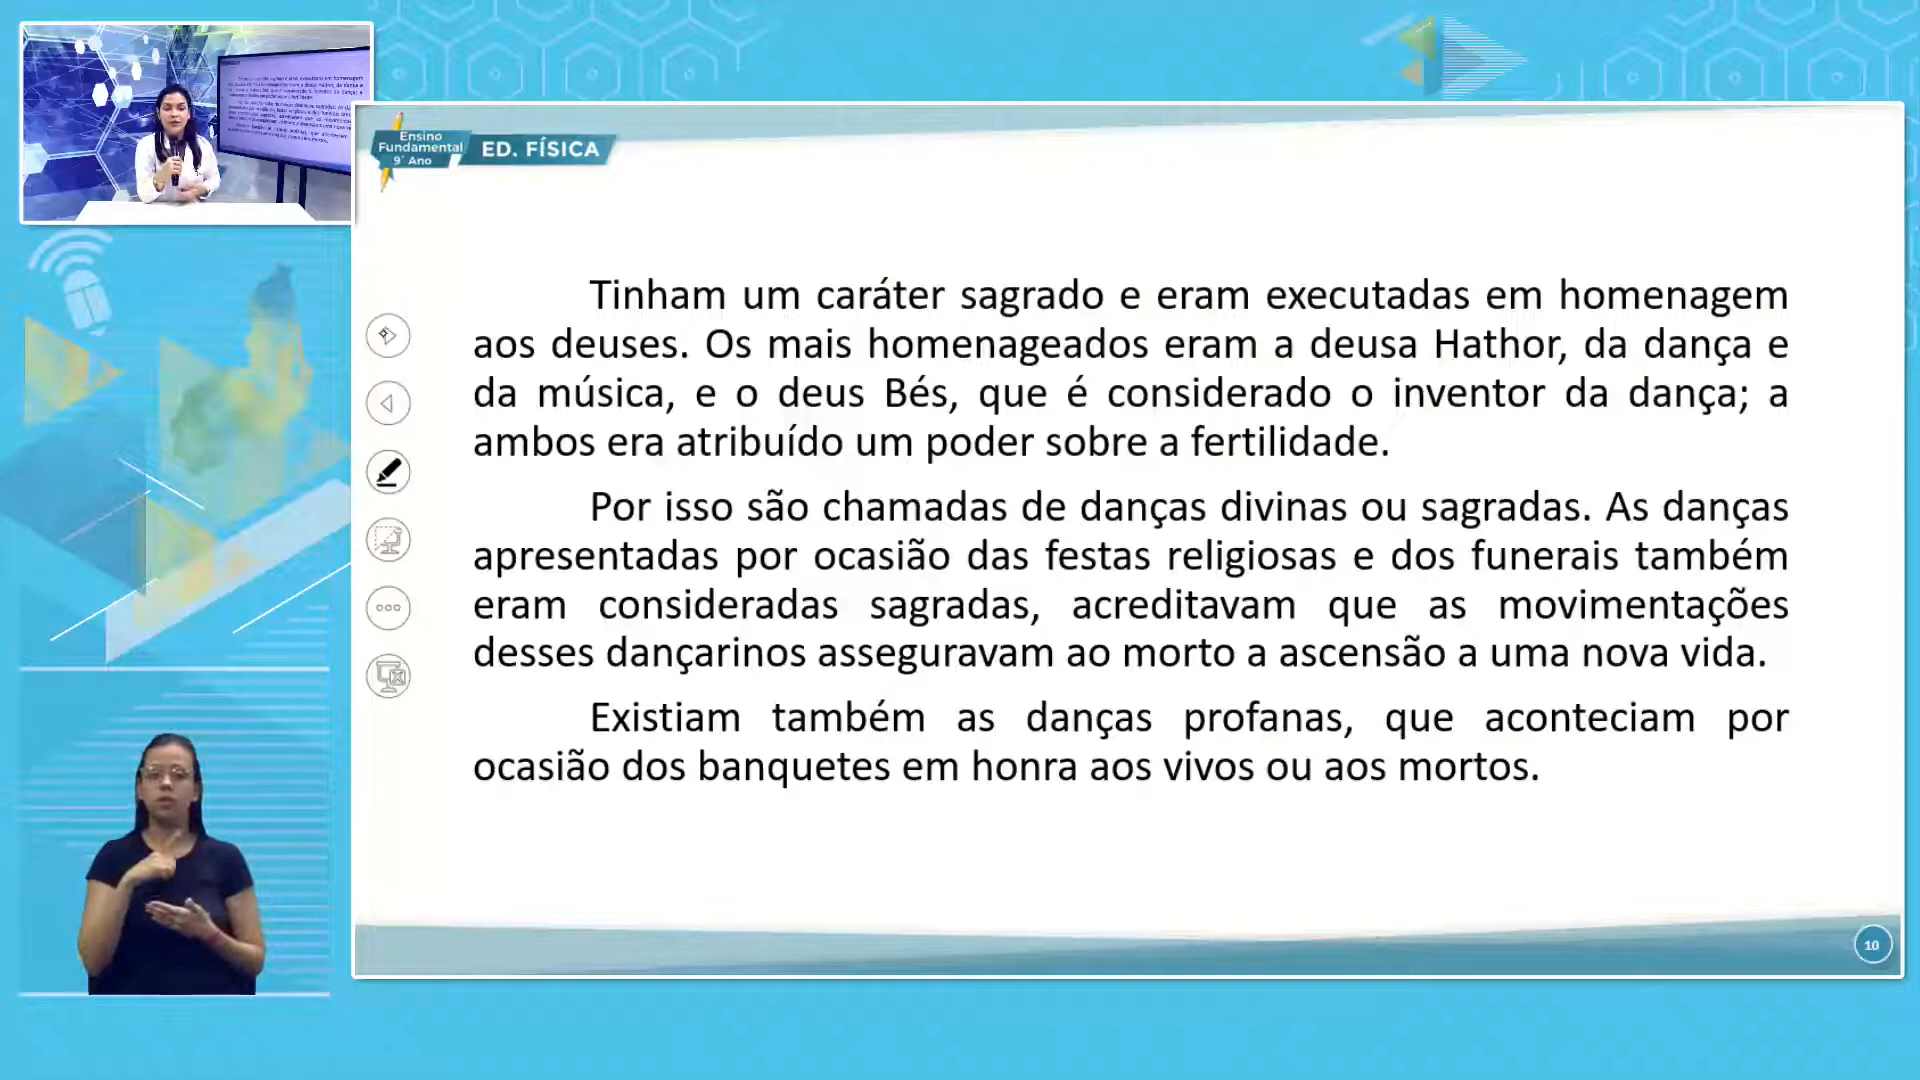 Ensino
Fundamental
9° Ano
ED. FÍSICA
Tinham um caráter sagrado e eram executadas em homenagem
aos deuses. Os mais homenageados eram a deusa Hathor, da dança e
da música, e o deus Bés, que é considerado o inventor da dança; a
ambos era atribuído um poder sobre a fertilidade.
Por isso são chamadas de danças divinas ou sagradas. As danças
apresentadas por ocasião das festas religiosas e dos funerais também
eram consideradas sagradas, acreditavam que as movimentações
desses dançarinos asseguravam ao morto a ascensão a uma nova vida.
Existiam também as danças profanas, que aconteciam por
ocasião dos banquetes em honra aos vivos ou aos mortos.
10